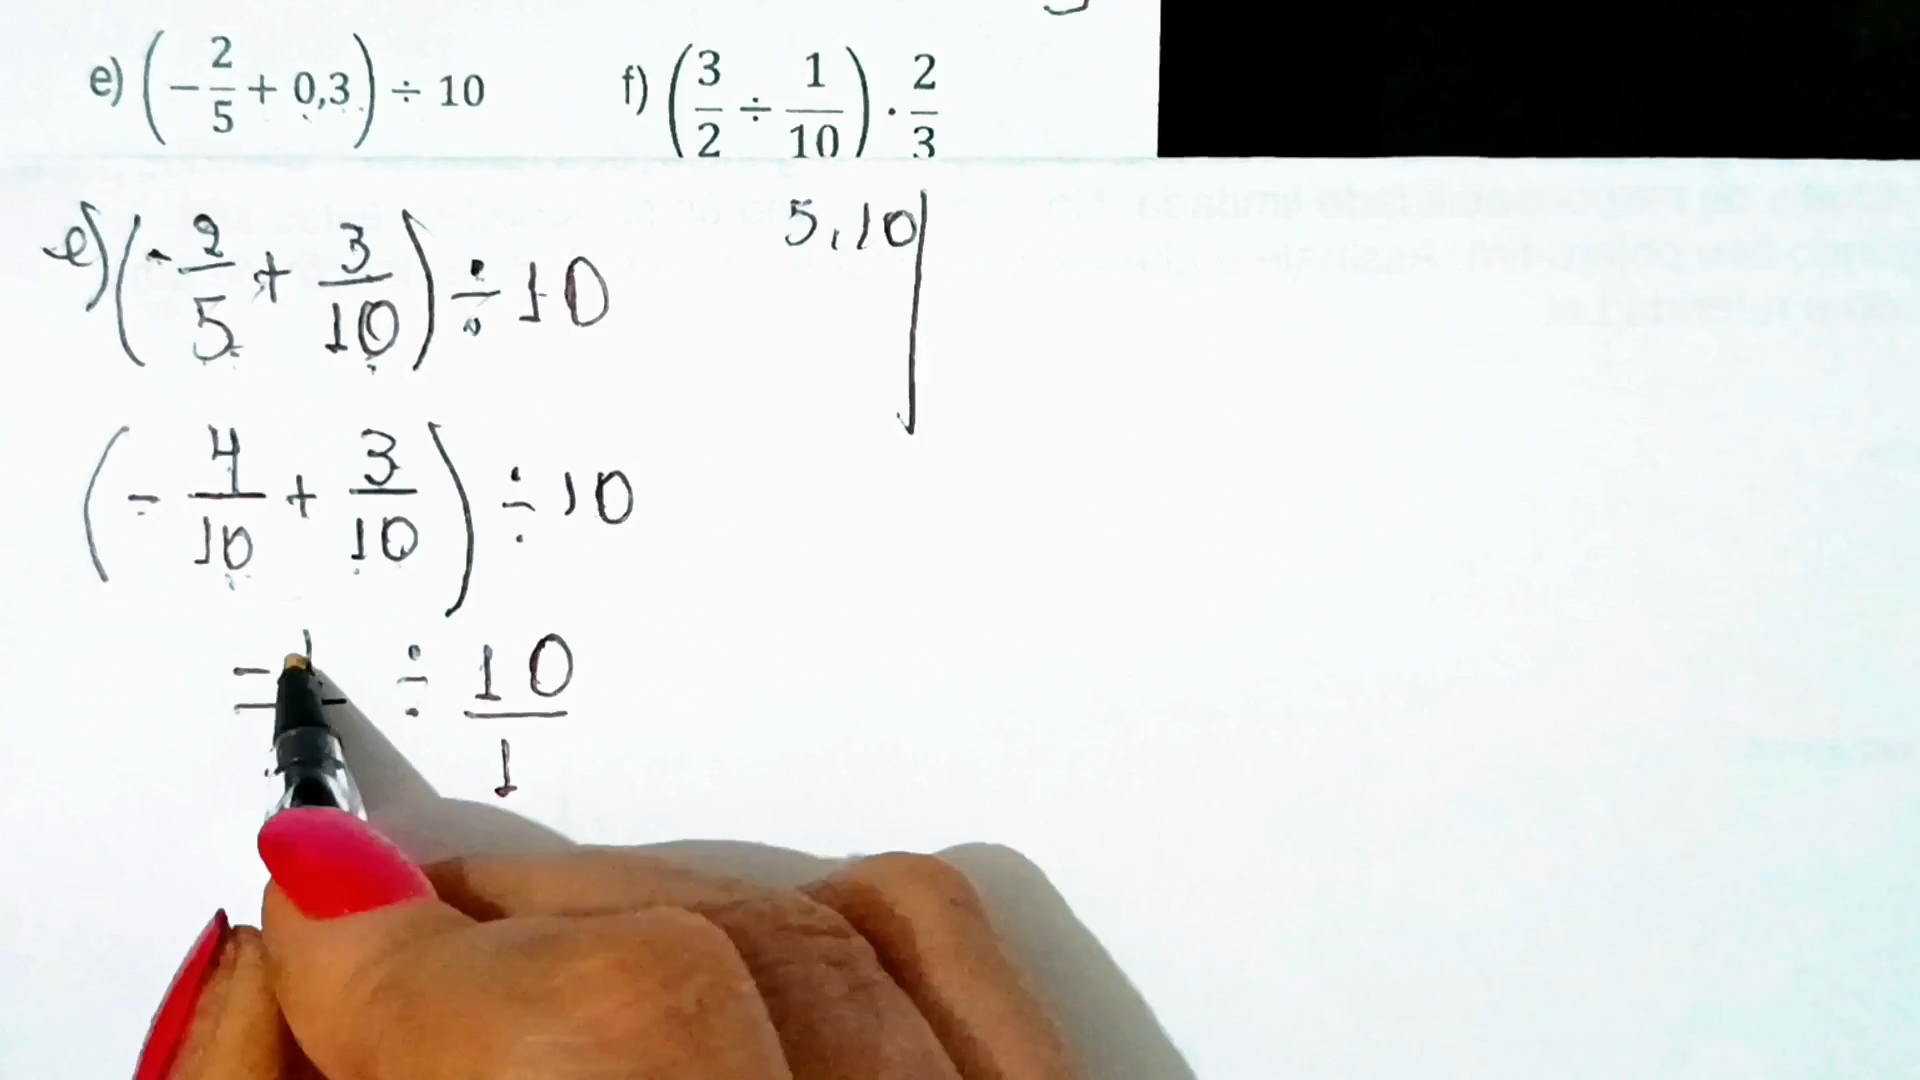 e) (-2/5 + 0,3) ÷ 10
f) (3/2 ÷ 1/10) · 2/3
e) (-2/5 + 3/10) ÷ 10
5,10|
(-4/10 + 3/10) ÷ 10
÷ 10/1